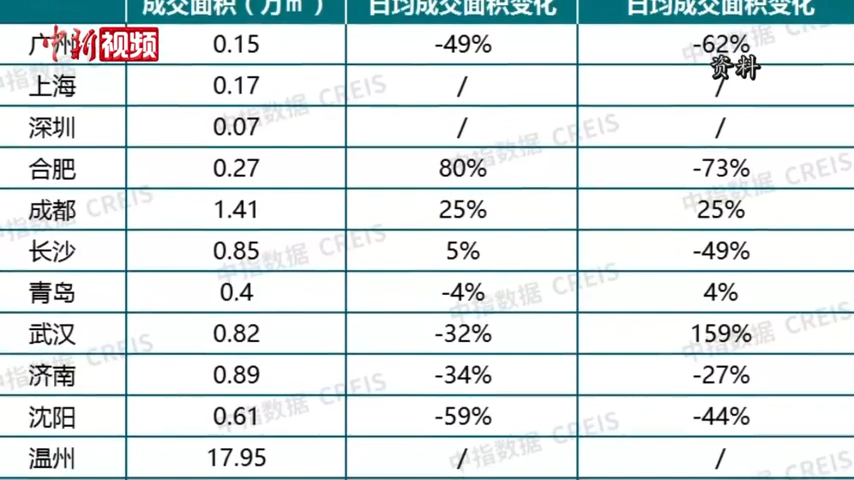 成交面积（万㎡） 日均成交面积变化 日均成交面积变化
中新视频
资料
广州 0.15 -49% -62%
上海 0.17 / /
深圳 0.07 / /
合肥 0.27 80% -73%
成都 1.41 25% 25%
长沙 0.85 5% -49%
青岛 0.4 -4% 4%
武汉 0.82 -32% 159%
济南 0.89 -34% -27%
沈阳 0.61 -59% -44%
温州 17.95 / /
中指数据 CREIS